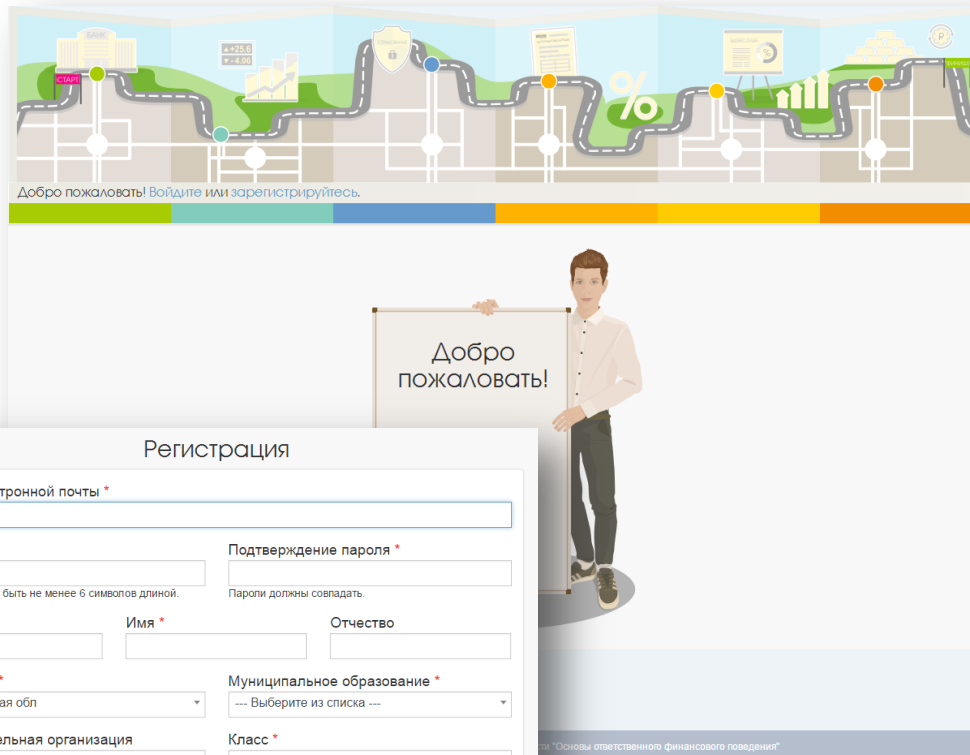 БАНК
+25.6
-4.06
СТАРТ
%
Р
Добро пожаловать! Войдите или зарегистрируйтесь.
Добро
пожаловать!
Регистрация
тронной почты *
Подтверждение пароля *
быть не менее 6 символов длиной.
Пароли должны совпадать.
Имя *
Отчество
*
Муниципальное образование *
ая обл
--- Выберите из списка ---
ельная организация
Класс *
ти "Основы ответственного финансового поведения"